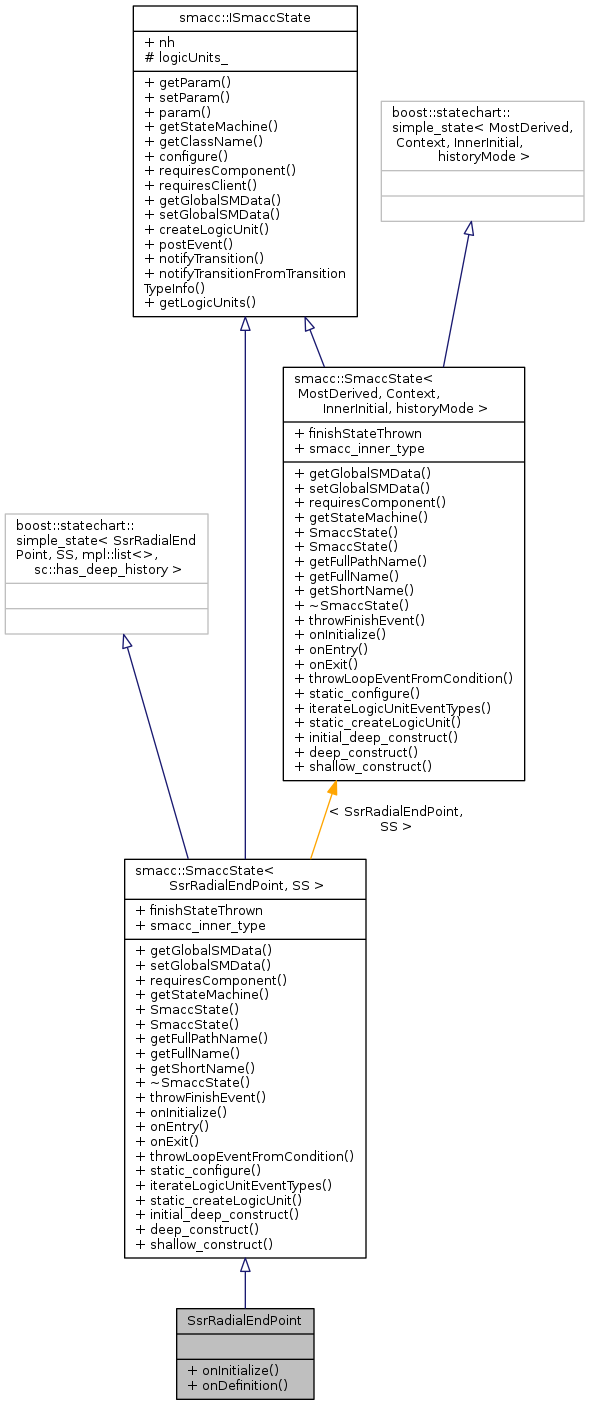 smacc::ISmaccState
+ nh
# logicUnits_
+ getParam()
+ setParam()
+ param()
+ getStateMachine()
+ getClassName()
+ configure()
+ requiresComponent()
+ requiresClient()
+ getGlobalSMData()
+ setGlobalSMData()
+ createLogicUnit()
+ postEvent()
+ notifyTransition()
+ notifyTransitionFromTransition
TypeInfo()
+ getLogicUnits()
boost::statechart::
simple_state< MostDerived,
Context, InnerInitial,
historyMode >
smacc::SmaccState<
MostDerived, Context,
InnerInitial, historyMode >
+ finishStateThrown
+ smacc_inner_type
+ getGlobalSMData()
+ setGlobalSMData()
+ requiresComponent()
+ getStateMachine()
+ SmaccState()
+ SmaccState()
+ getFullPathName()
+ getFullName()
+ getShortName()
+ ~SmaccState()
+ throwFinishEvent()
+ onInitialize()
+ onEntry()
+ onExit()
+ throwLoopEventFromCondition()
+ static_configure()
+ iterateLogicUnitEventTypes()
+ static_createLogicUnit()
+ initial_deep_construct()
+ deep_construct()
+ shallow_construct()
boost::statechart::
simple_state< SsrRadialEnd
Point, SS, mpl::list<>,
sc::has_deep_history >
< SsrRadialEndPoint,
SS >
smacc::SmaccState<
SsrRadialEndPoint, SS >
+ finishStateThrown
+ smacc_inner_type
+ getGlobalSMData()
+ setGlobalSMData()
+ requiresComponent()
+ getStateMachine()
+ SmaccState()
+ SmaccState()
+ getFullPathName()
+ getFullName()
+ getShortName()
+ ~SmaccState()
+ throwFinishEvent()
+ onInitialize()
+ onEntry()
+ onExit()
+ throwLoopEventFromCondition()
+ static_configure()
+ iterateLogicUnitEventTypes()
+ static_createLogicUnit()
+ initial_deep_construct()
+ deep_construct()
+ shallow_construct()
SsrRadialEndPoint
+ onInitialize()
+ onDefinition()